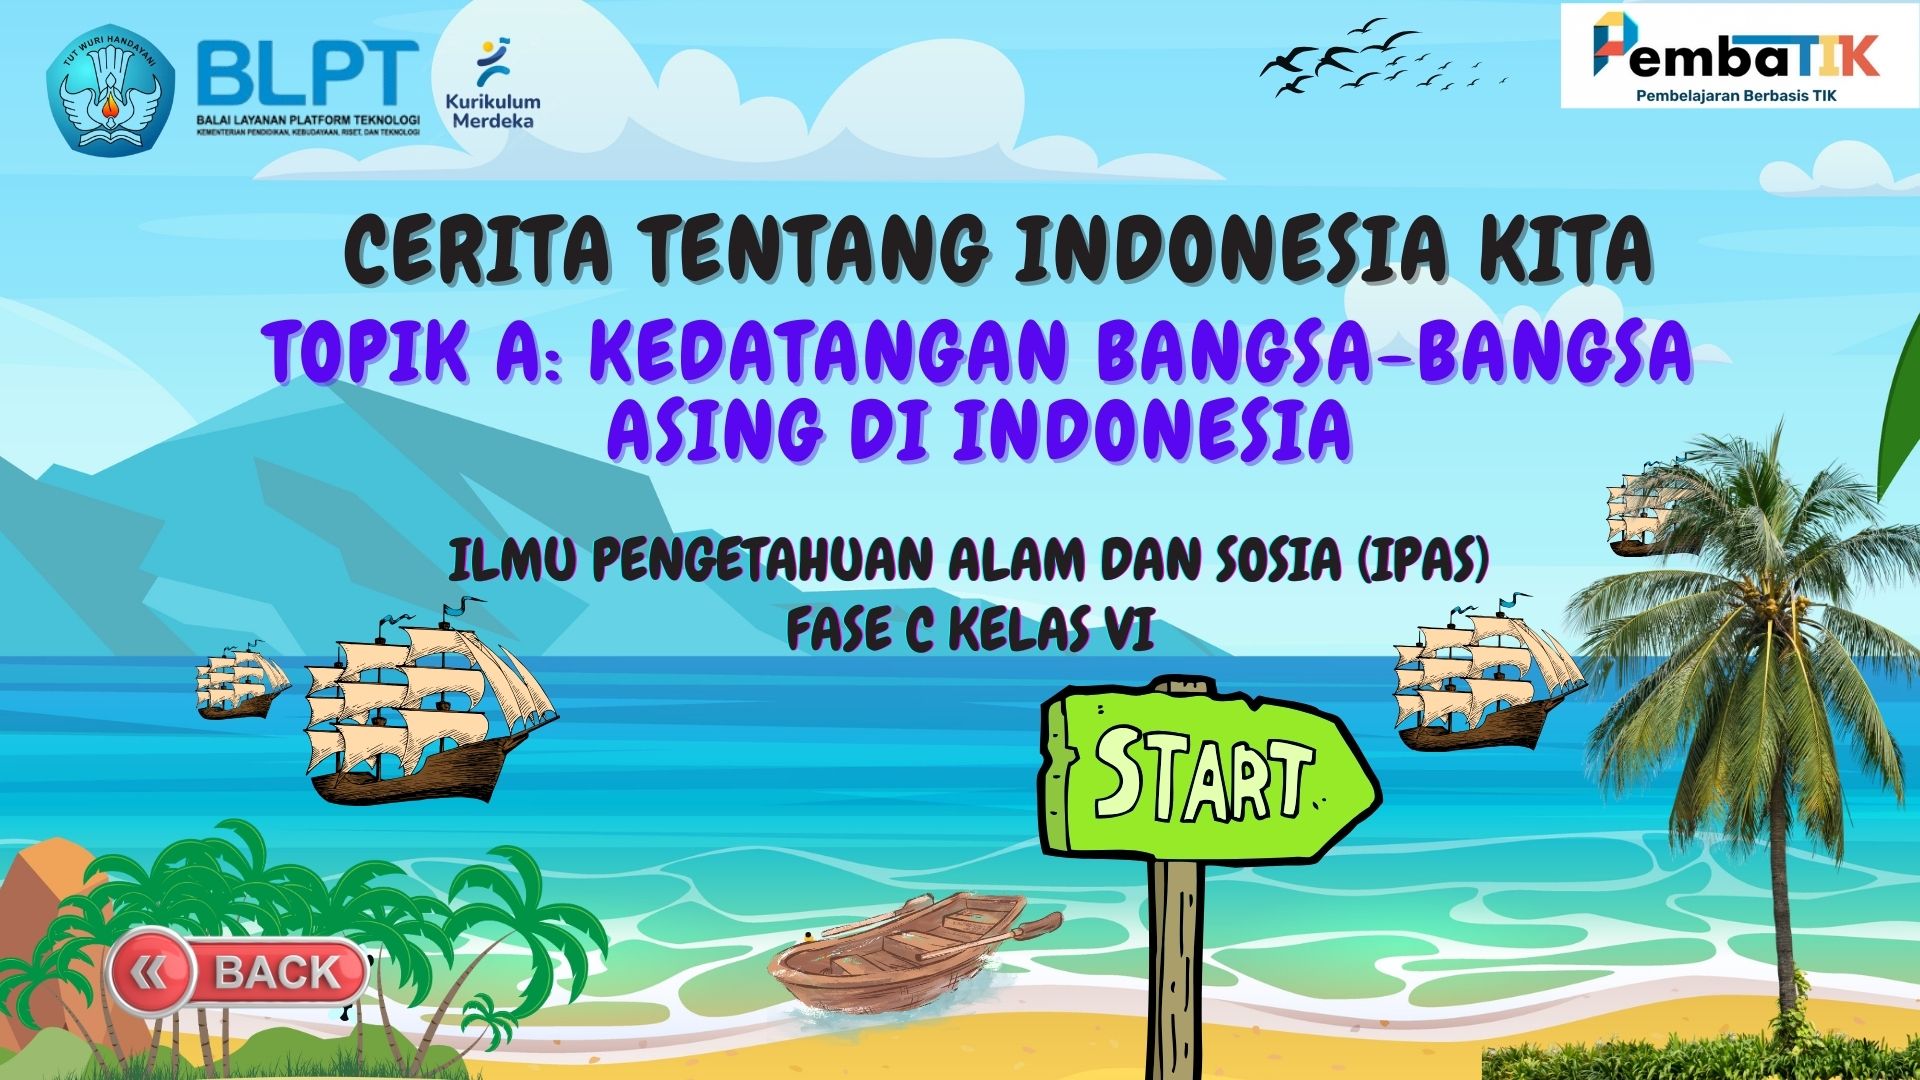 TUT WURI HANDAYANI
BLPT
BALAI LAYANAN PLATFORM TEKNOLOGI
KEMENTERIAN PENDIDIKAN, KEBUDAYAAN, RISET, DAN TEKNOLOGI
Kurikulum
Merdeka
PembaTIK
Pembelajaran Berbasis TIK
CERITA TENTANG INDONESIA KITA
TOPIK A: KEDATANGAN BANGSA-BANGSA
ASING DI INDONESIA
ILMU PENGETAHUAN ALAM DAN SOSIA (IPAS)
FASE C KELAS VI
START
BACK